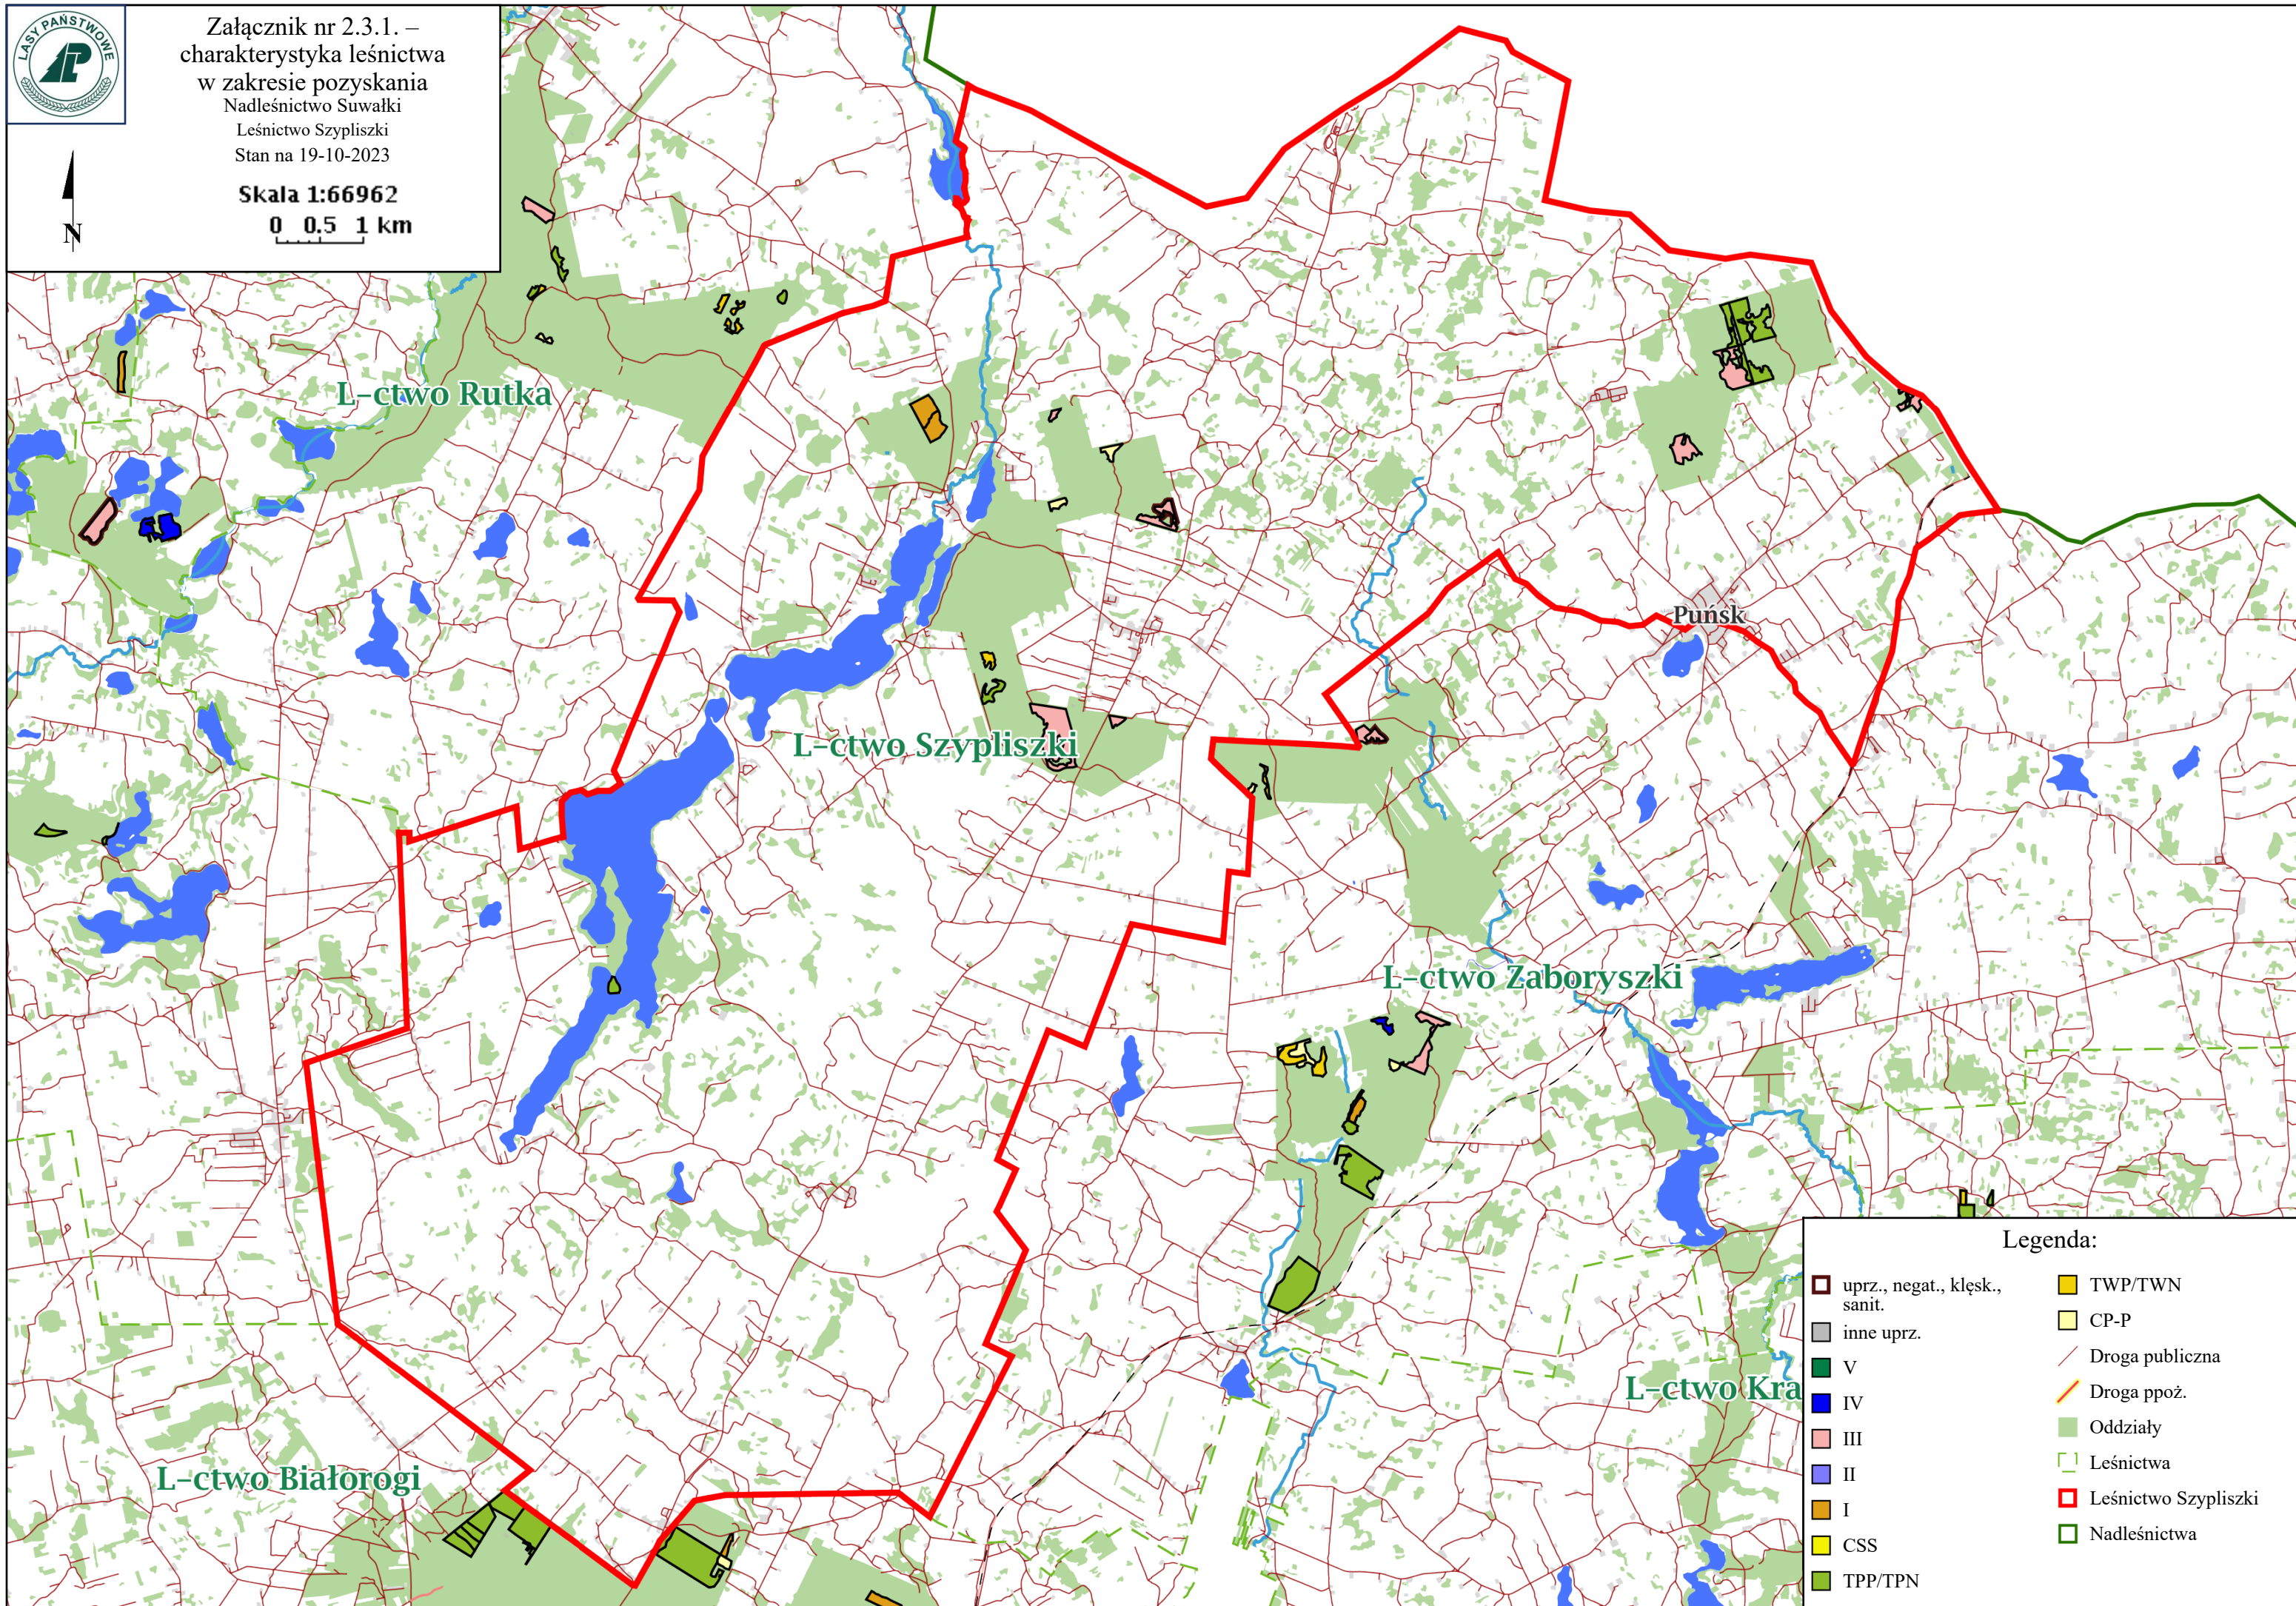 LASY PAŃSTWOWE
Załącznik nr 2.3.1. –
charakterystyka leśnictwa
w zakresie pozyskania
Nadleśnictwo Suwałki
Leśnictwo Szypliszki
Stan na 19-10-2023
Skala 1:66962
0 0.5 1 km
N
L-ctwo Rutka
Puńsk
L-ctwo Szypliszki
L-ctwo Zaboryszki
L-ctwo Kra
L-ctwo Białorogi
Legenda:
uprz., negat., klęsk.,
sanit.
inne uprz.
V
IV
III
II
I
CSS
TPP/TPN
TWP/TWN
CP-P
Droga publiczna
Droga ppoż.
Oddziały
Leśnictwa
Leśnictwo Szypliszki
Nadleśnictwa